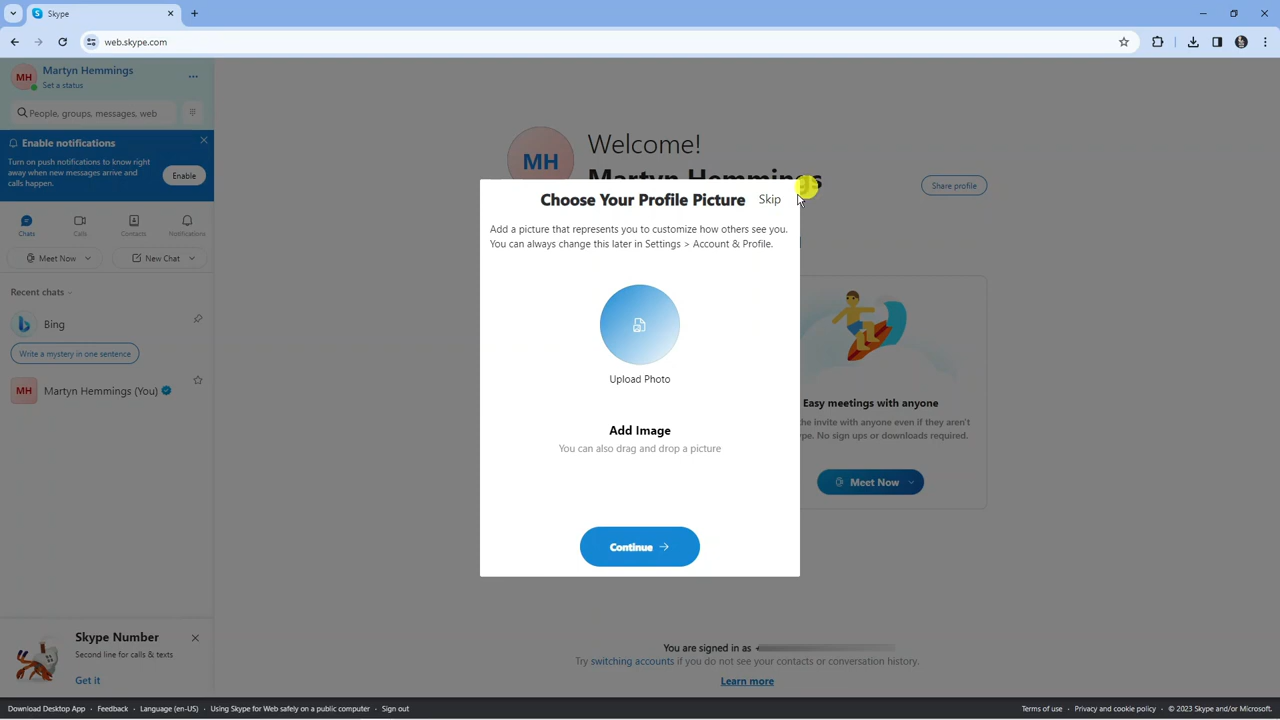 Skype
web.skype.com
MH
Martyn Hemmings
Set a status
People, groups, messages, web
Enable notifications
Turn on push notifications to know right
away when new messages arrive and
calls happen.
Enable
Chats
Calls
Contacts
Notifications
Meet Now
New Chat
Recent chats
Bing
Write a mystery in one sentence
MH
Martyn Hemmings (You)
Skype Number
Second line for calls & texts
Get it
MH
Welcome!
Martyn Hemmings
Share profile
Choose Your Profile Picture
Skip
Add a picture that represents you to customize how others see you.
You can always change this later in Settings > Account & Profile.
Upload Photo
Add Image
You can also drag and drop a picture
Continue
Easy meetings with anyone
the invite with anyone even if they aren't
No sign ups or downloads required.
Meet Now
You are signed in as
Try switching accounts if you do not see your contacts or conversation history.
Learn more
Download Desktop App • Feedback • Language (en-US) • Using Skype for Web safely on a public computer • Sign out
Terms of use • Privacy and cookie policy • © 2023 Skype and/or Microsoft.